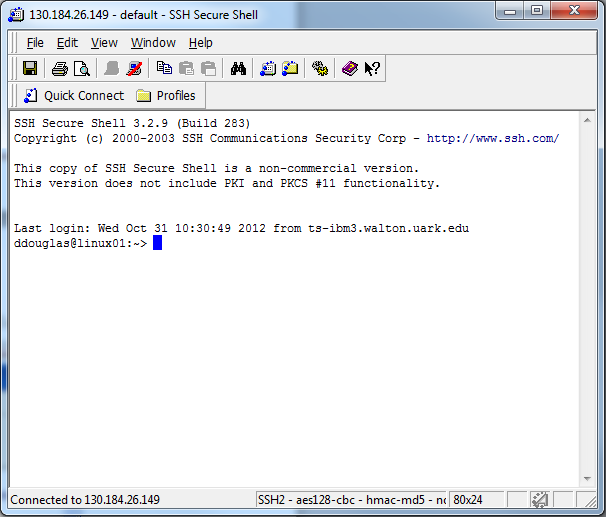 130.184.26.149 - default - SSH Secure Shell
File Edit View Window Help
Quick Connect Profiles
SSH Secure Shell 3.2.9 (Build 283)
Copyright (c) 2000-2003 SSH Communications Security Corp - http://www.ssh.com/
This copy of SSH Secure Shell is a non-commercial version.
This version does not include PKI and PKCS #11 functionality.
Last login: Wed Oct 31 10:30:49 2012 from ts-ibm3.walton.uark.edu
ddouglas@linux01:~>
Connected to 130.184.26.149 SSH2 - aes128-cbc - hmac-md5 - 80x24